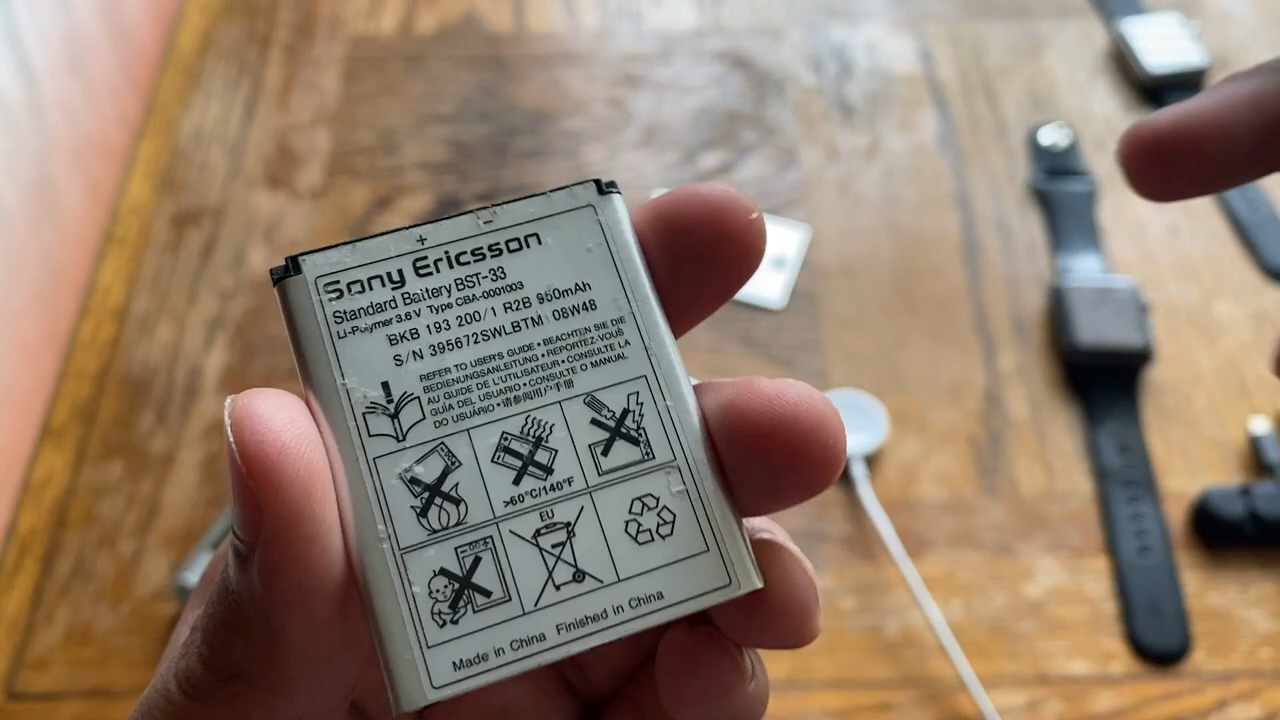 + -
Sony Ericsson
Standard Battery BST-33
Li-Polymer 3.6 V Type CBA-0001003
BKB 193 200/1 R2B 950mAh
S/N 395672SWLBTM 08W48
REFER TO USER'S GUIDE • BEACHTEN SIE DIE
BEDIENUNGSANLEITUNG • REPORTEZ-VOUS
AU GUIDE DE L'UTILISATEUR • CONSULTE LA
GUÍA DEL USUARIO • CONSULTE O MANUAL
DO USUÁRIO • 请参阅用户手册
>60°C/140°F
EU
Made in China Finished in China